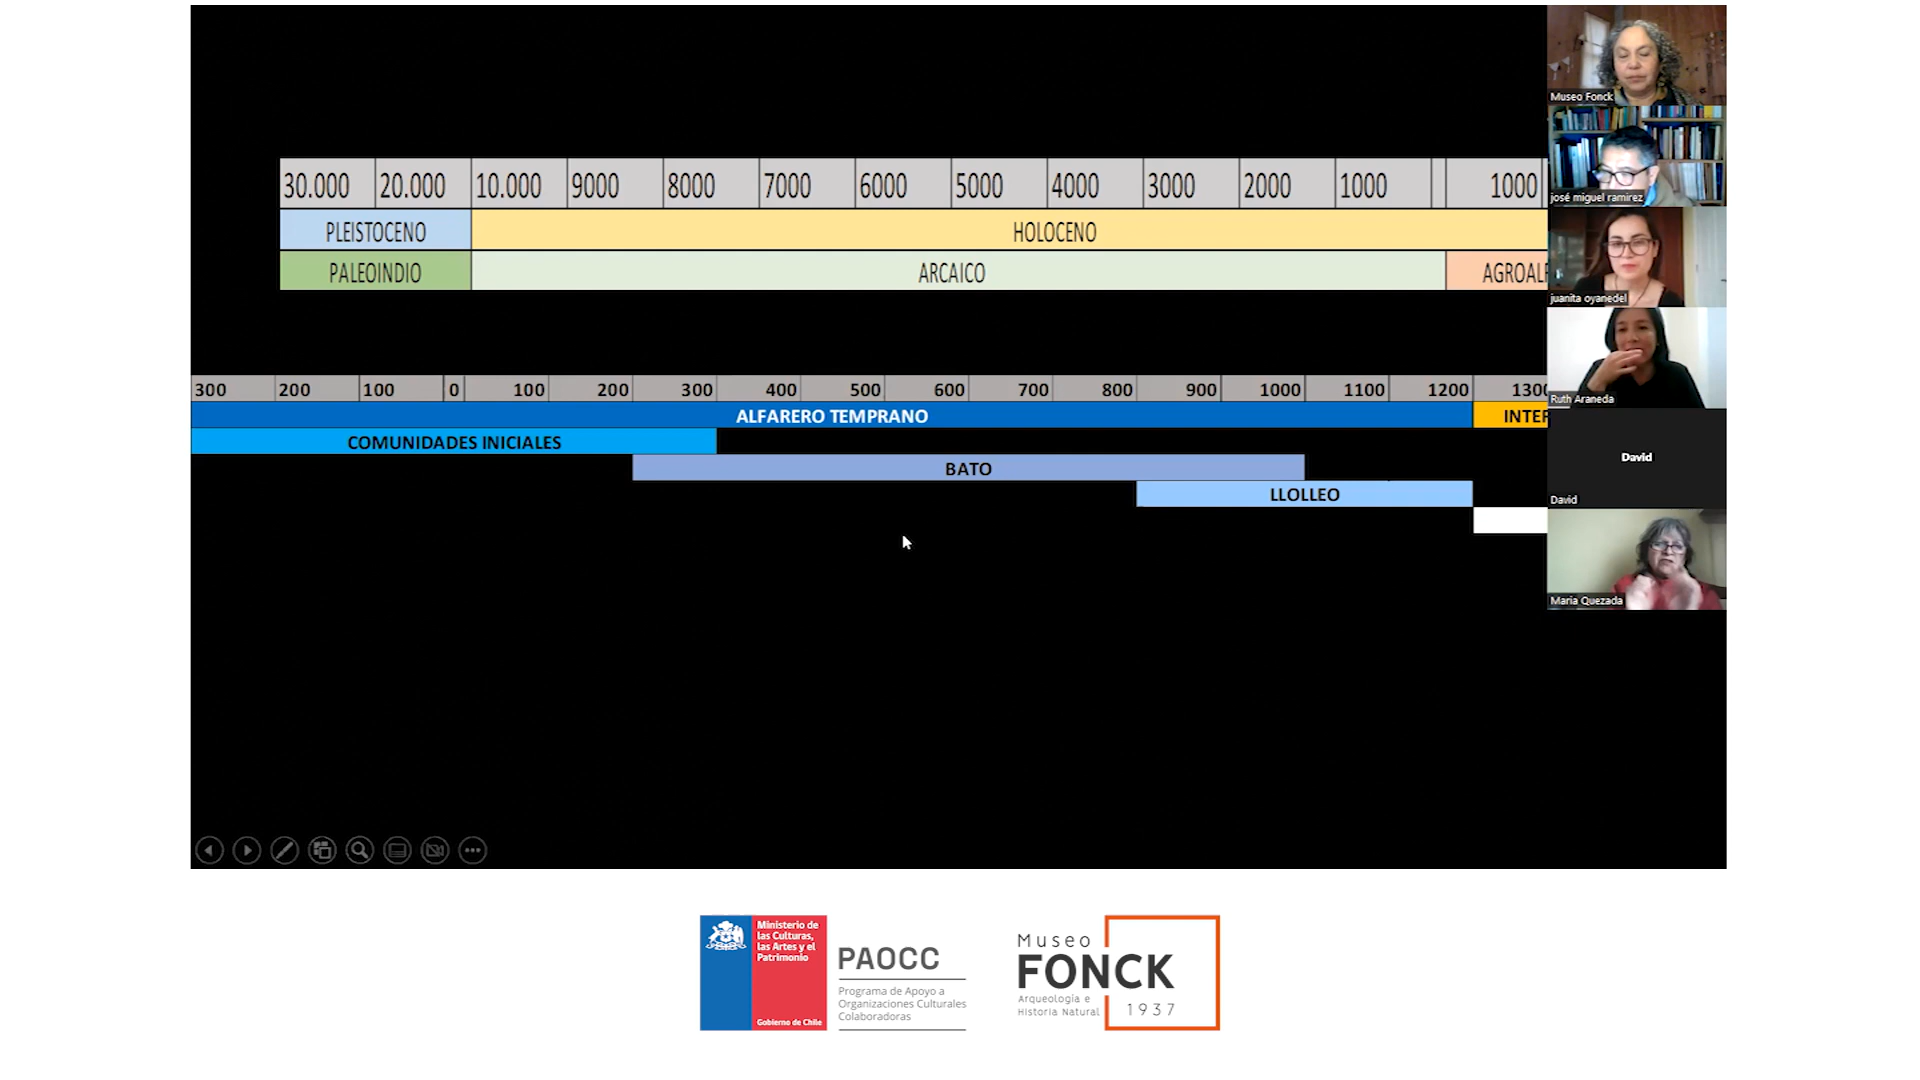 30.000 20.000 10.000 9000 8000 7000 6000 5000 4000 3000 2000 1000 1000
PLEISTOCENO HOLOCENO
PALEOINDIO ARCAICO AGROALF
300 200 100 0 100 200 300 400 500 600 700 800 900 1000 1100 1200 1300
ALFARERO TEMPRANO INTER
COMUNIDADES INICIALES
BATO
LLOLLEO
Museo Fonck
josé miguel ramirez
juanita oyanedel
Ruth Araneda
David
David
Maria Quezada
Ministerio de
las Culturas,
las Artes y el
Patrimonio
Gobierno de Chile
PAOCC
Programa de Apoyo a
Organizaciones Culturales
Colaboradoras
Museo
FONCK
Arqueología e
Historia Natural
1937